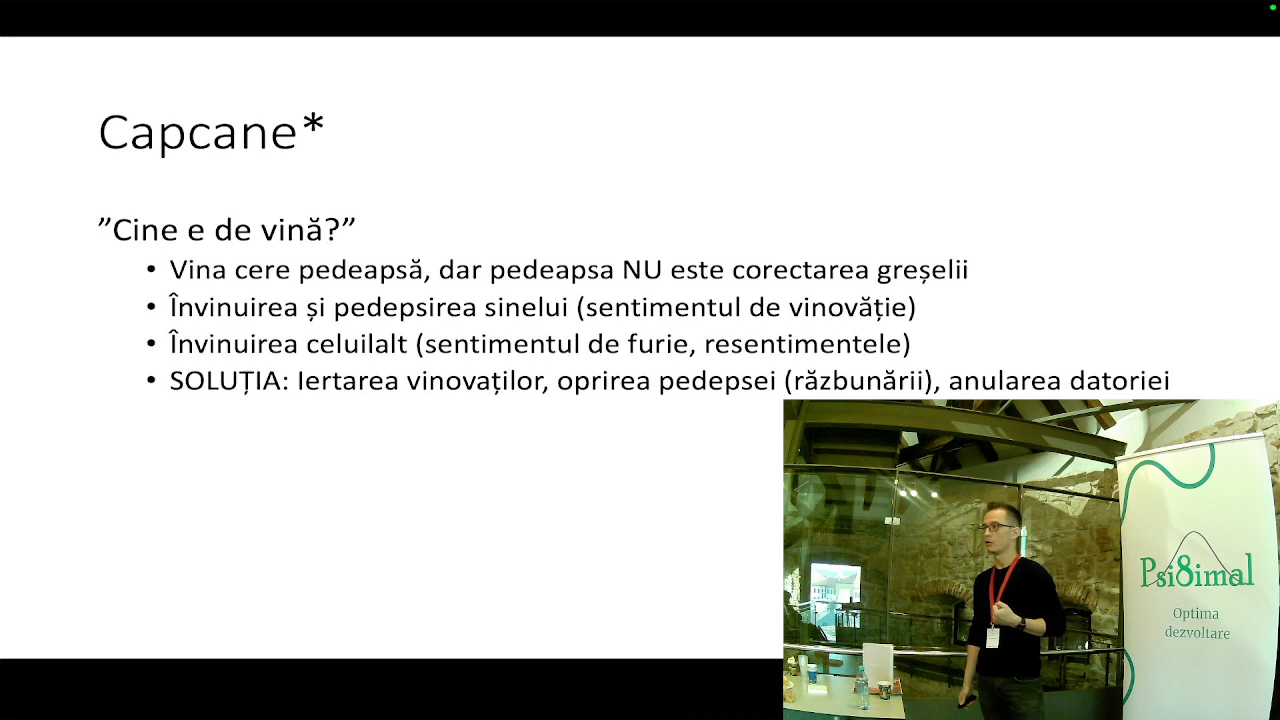 Capcane*
”Cine e de vină?”
• Vina cere pedeapsă, dar pedeapsa NU este corectarea greșelii
• Învinuirea și pedepsirea sinelui (sentimentul de vinovăție)
• Învinuirea celuilalt (sentimentul de furie, resentimentele)
• SOLUȚIA: Iertarea vinovaților, oprirea pedepsei (răzbunării), anularea datoriei
Psi8imal
Optima
dezvoltare